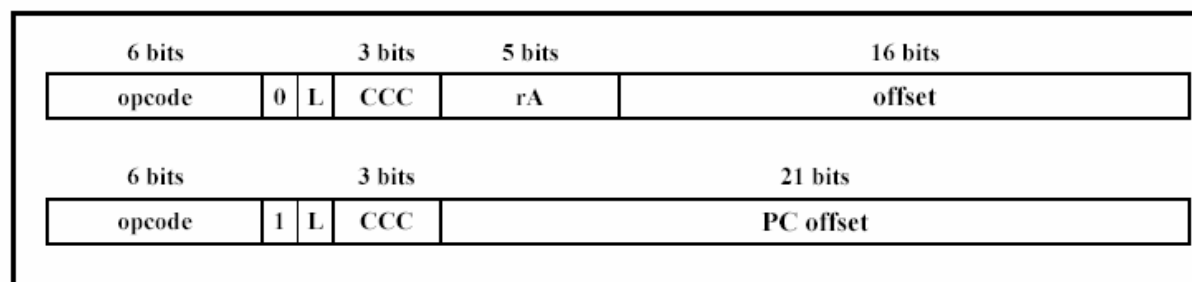 6 bits 3 bits 5 bits 16 bits
opcode 0 L CCC rA offset
6 bits 3 bits 21 bits
opcode 1 L CCC PC offset